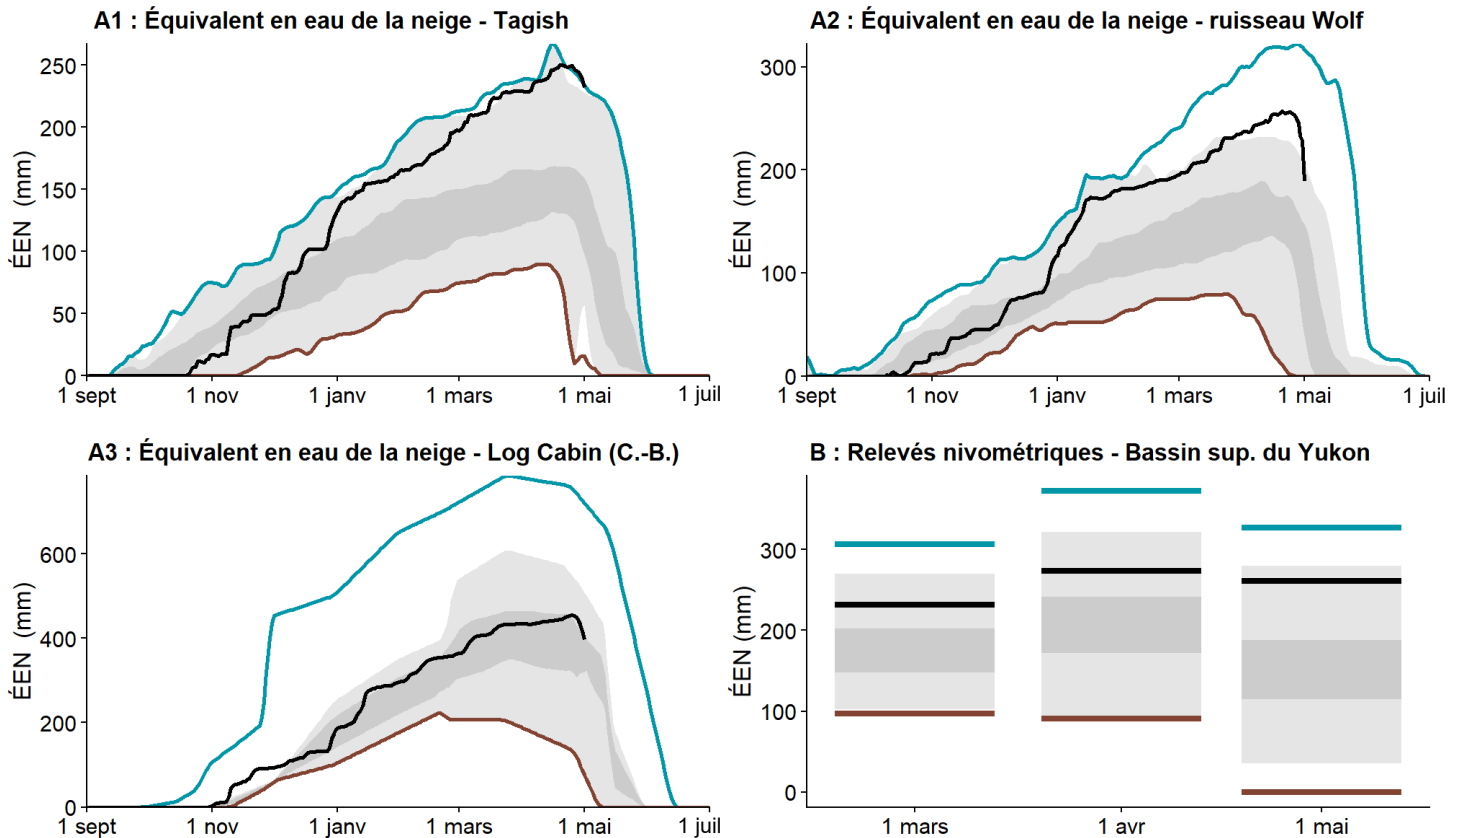 A1 : Équivalent en eau de la neige - Tagish
ÉEN (mm)
250
200
150
100
50
0
1 sept
1 nov
1 janv
1 mars
1 mai
1 juil
A2 : Équivalent en eau de la neige - ruisseau Wolf
ÉEN (mm)
300
200
100
0
1 sept
1 nov
1 janv
1 mars
1 mai
1 juil
A3 : Équivalent en eau de la neige - Log Cabin (C.-B.)
ÉEN (mm)
600
400
200
0
1 sept
1 nov
1 janv
1 mars
1 mai
1 juil
B : Relevés nivométriques - Bassin sup. du Yukon
ÉEN (mm)
300
200
100
0
1 mars
1 avr
1 mai